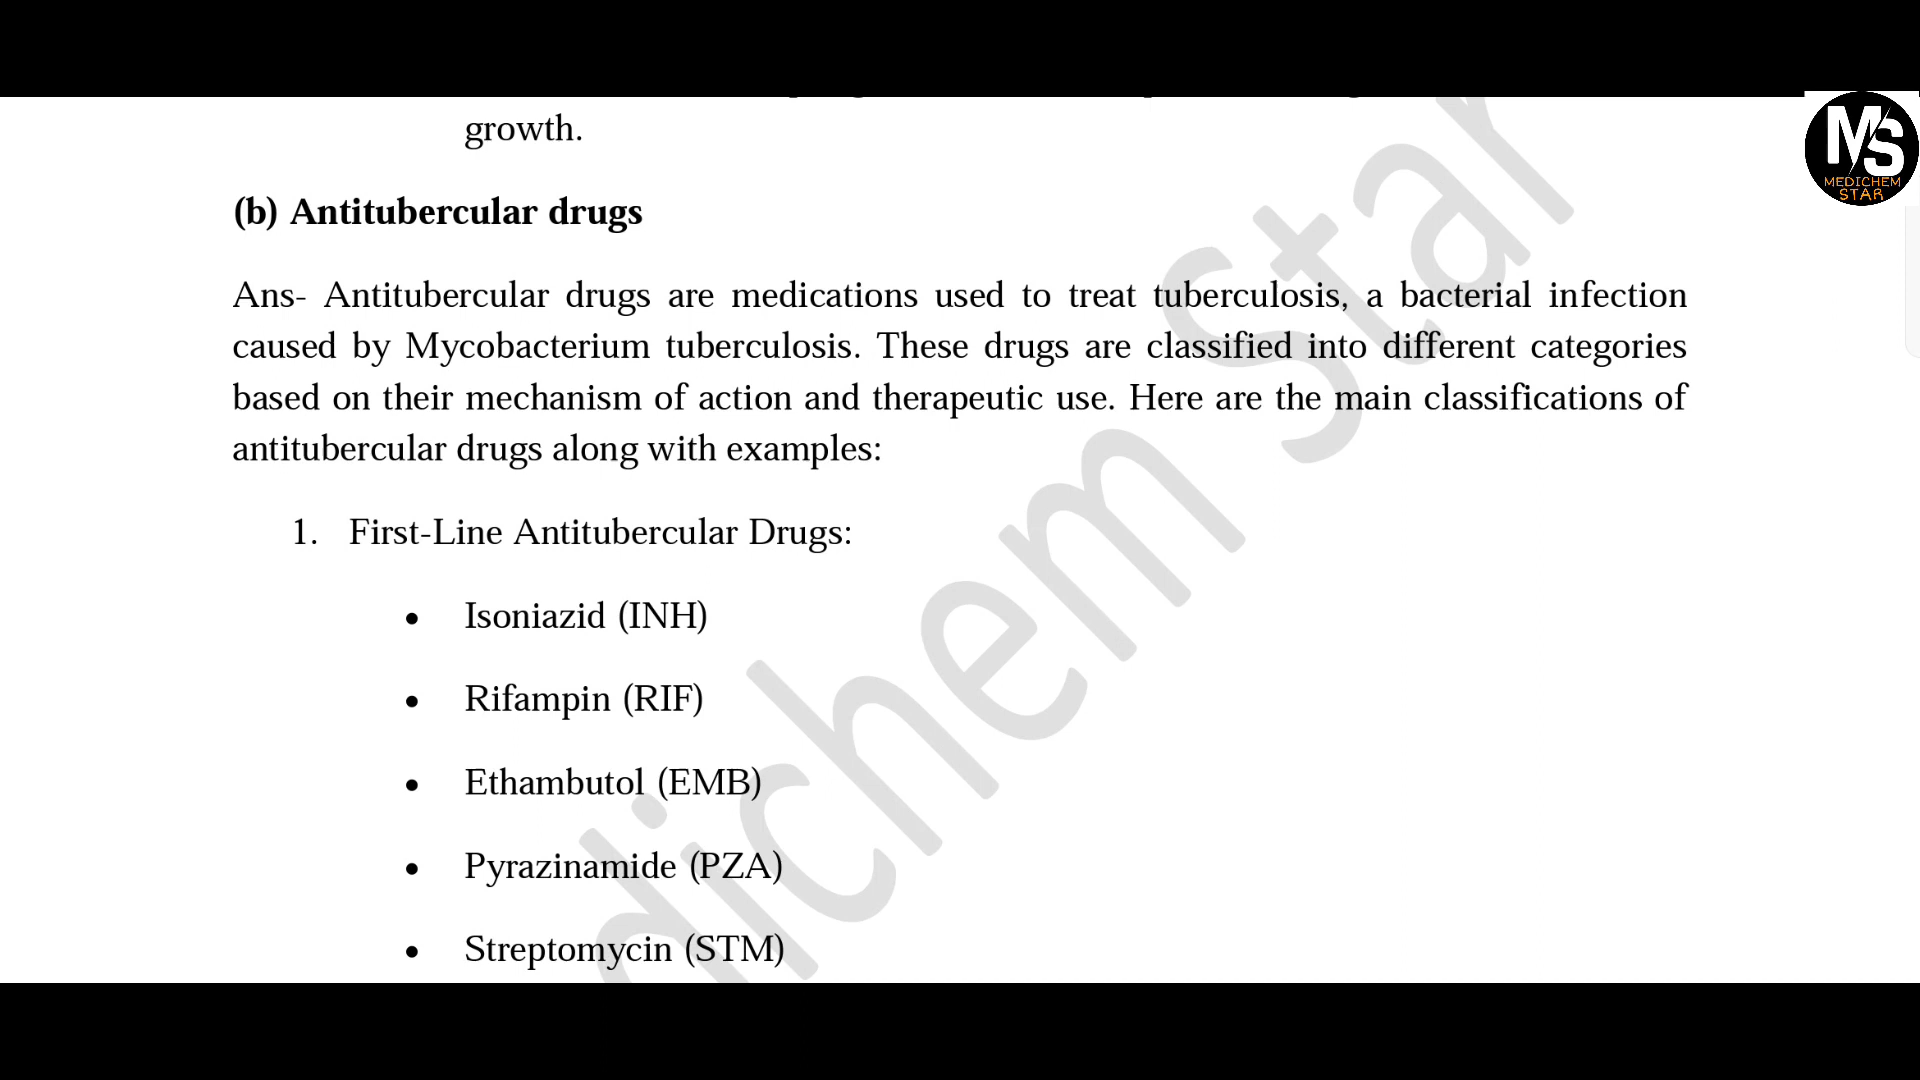 growth.
(b) Antitubercular drugs
Ans- Antitubercular drugs are medications used to treat tuberculosis, a bacterial infection
caused by Mycobacterium tuberculosis. These drugs are classified into different categories
based on their mechanism of action and therapeutic use. Here are the main classifications of
antitubercular drugs along with examples:
1. First-Line Antitubercular Drugs:
• Isoniazid (INH)
• Rifampin (RIF)
• Ethambutol (EMB)
• Pyrazinamide (PZA)
• Streptomycin (STM)
MS
MEDICHEM
STAR
dichem Star